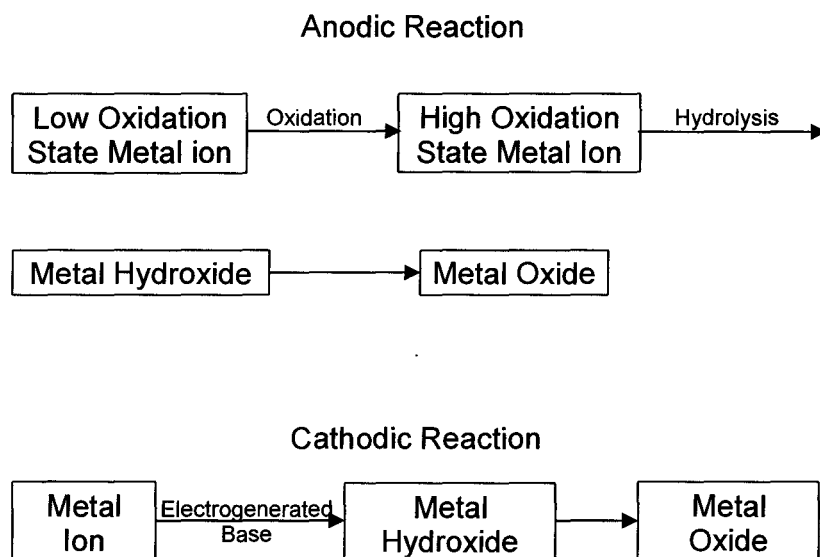 Anodic Reaction
Low Oxidation
State Metal ion
Oxidation
High Oxidation
State Metal Ion
Hydrolysis
Metal Hydroxide
Metal Oxide
Cathodic Reaction
Metal
Ion
Electrogenerated
Base
Metal
Hydroxide
Metal
Oxide